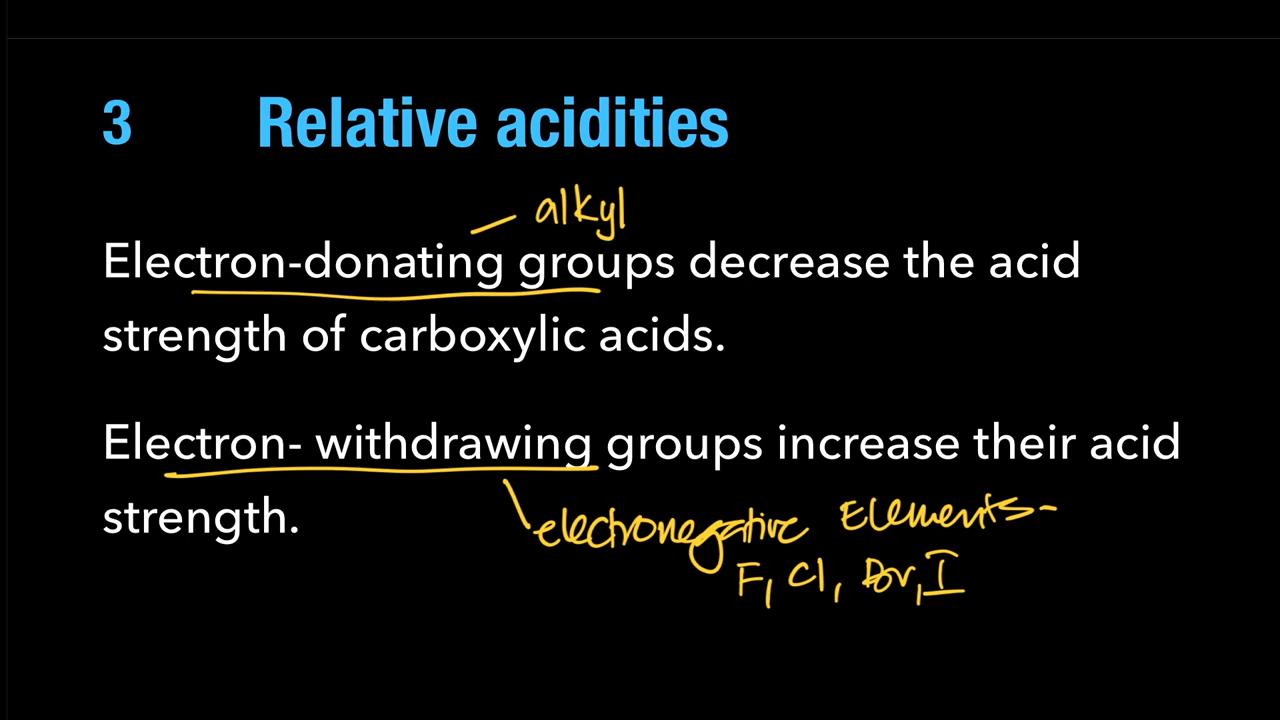 3 Relative acidities
alkyl
Electron-donating groups decrease the acid
strength of carboxylic acids.
Electron- withdrawing groups increase their acid
strength.
electronegative Elements-
F, Cl, Br, I